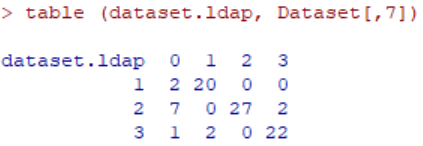 > table (dataset.ldap, Dataset[,7])
dataset.ldap 0 1 2 3
1 2 20 0 0
2 7 0 27 2
3 1 2 0 22